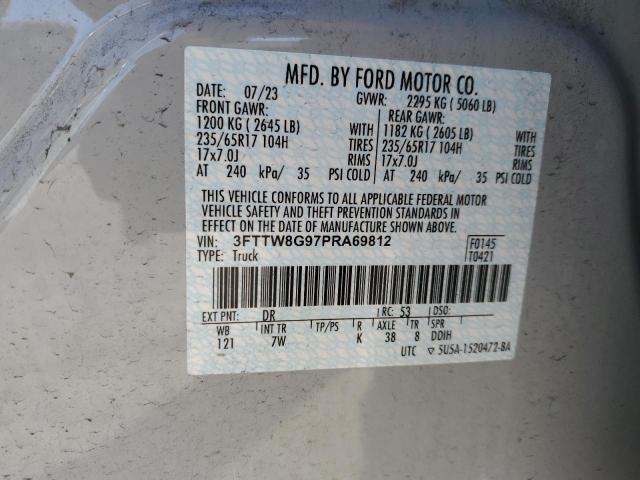 MFD. BY FORD MOTOR CO.
DATE: 07/23 GVWR: 2295 KG ( 5060 LB)
FRONT GAWR: REAR GAWR:
1200 KG ( 2645 LB) 1182 KG ( 2605 LB)
235/65R17 104H TIRES 235/65R17 104H TIRES
17x7.0J RIMS 17x7.0J RIMS
AT 240 kPa/ 35 PSI COLD AT 240 kPa/ 35 PSI COLD
THIS VEHICLE CONFORMS TO ALL APPLICABLE FEDERAL MOTOR
VEHICLE SAFETY AND THEFT PREVENTION STANDARDS IN
EFFECT ON THE DATE OF MANUFACTURE SHOWN ABOVE.
VIN: 3FTTW8G97PRA69812 F0145
TYPE: Truck T0421
EXT PNT: DR RC: 53 DSO:
WB INT TR TP/PS R AXLE TR SPR
121 7W K 38 8 DDIH
UTC ▽ 5U5A-1520472-BA